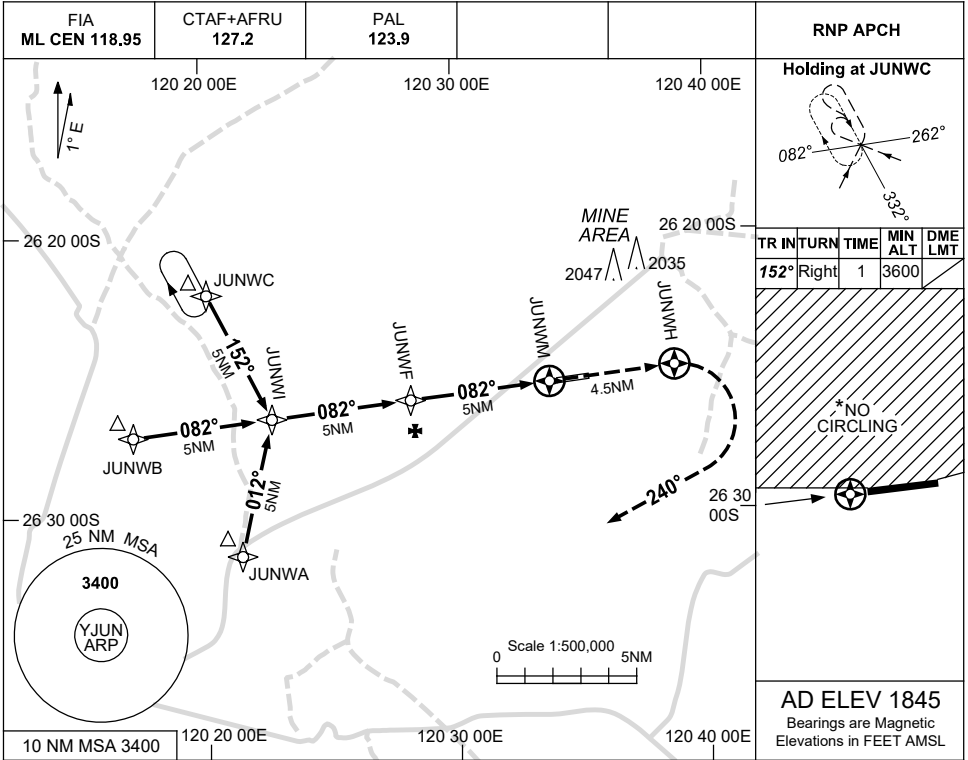 FIA
ML CEN 118.95
CTAF+AFRU
127.2
PAL
123.9
RNP APCH
120 20 00E
120 30 00E
120 40 00E
1° E
Holding at JUNWC
082°
262°
332°
TR IN TURN TIME MIN ALT DME LMT
152° Right 1 3600
26 20 00S
26 20 00S
MINE
AREA
2047
2035
JUNWC
152°
5NM
JUNWI
JUNWF
JUNWM
JUNWH
082°
5NM
JUNWB
082°
5NM
082°
5NM
4.5NM
012°
5NM
JUNWA
240°
*NO
CIRCLING
26 30
00S
26 30 00S
25 NM MSA
3400
YJUN
ARP
10 NM MSA 3400
Scale 1:500,000
0 5NM
120 20 00E
120 30 00E
120 40 00E
AD ELEV 1845
Bearings are Magnetic
Elevations in FEET AMSL